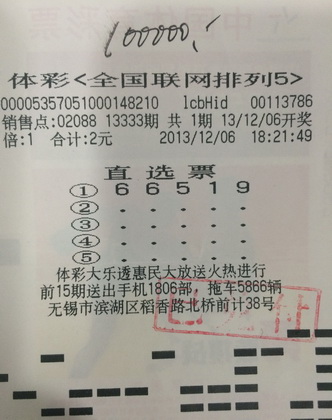 100000,-
体彩<全国联网排列5>
0000535705100014​8210 lcbHid 00113786
销售点:02088 13333期 共 1期 13/12/06开奖
倍:1 合计:2元 2013/12/06 18:21:49
直选票
① 6 6 5 1 9
② - - - - -
③ - - - - -
④ - - - - -
⑤ - - - - -
体彩大乐透惠民大放送火热进行
前15期送出手机1806部，拖车5866辆
无锡市滨湖区稻香路北桥前计38号
已 付